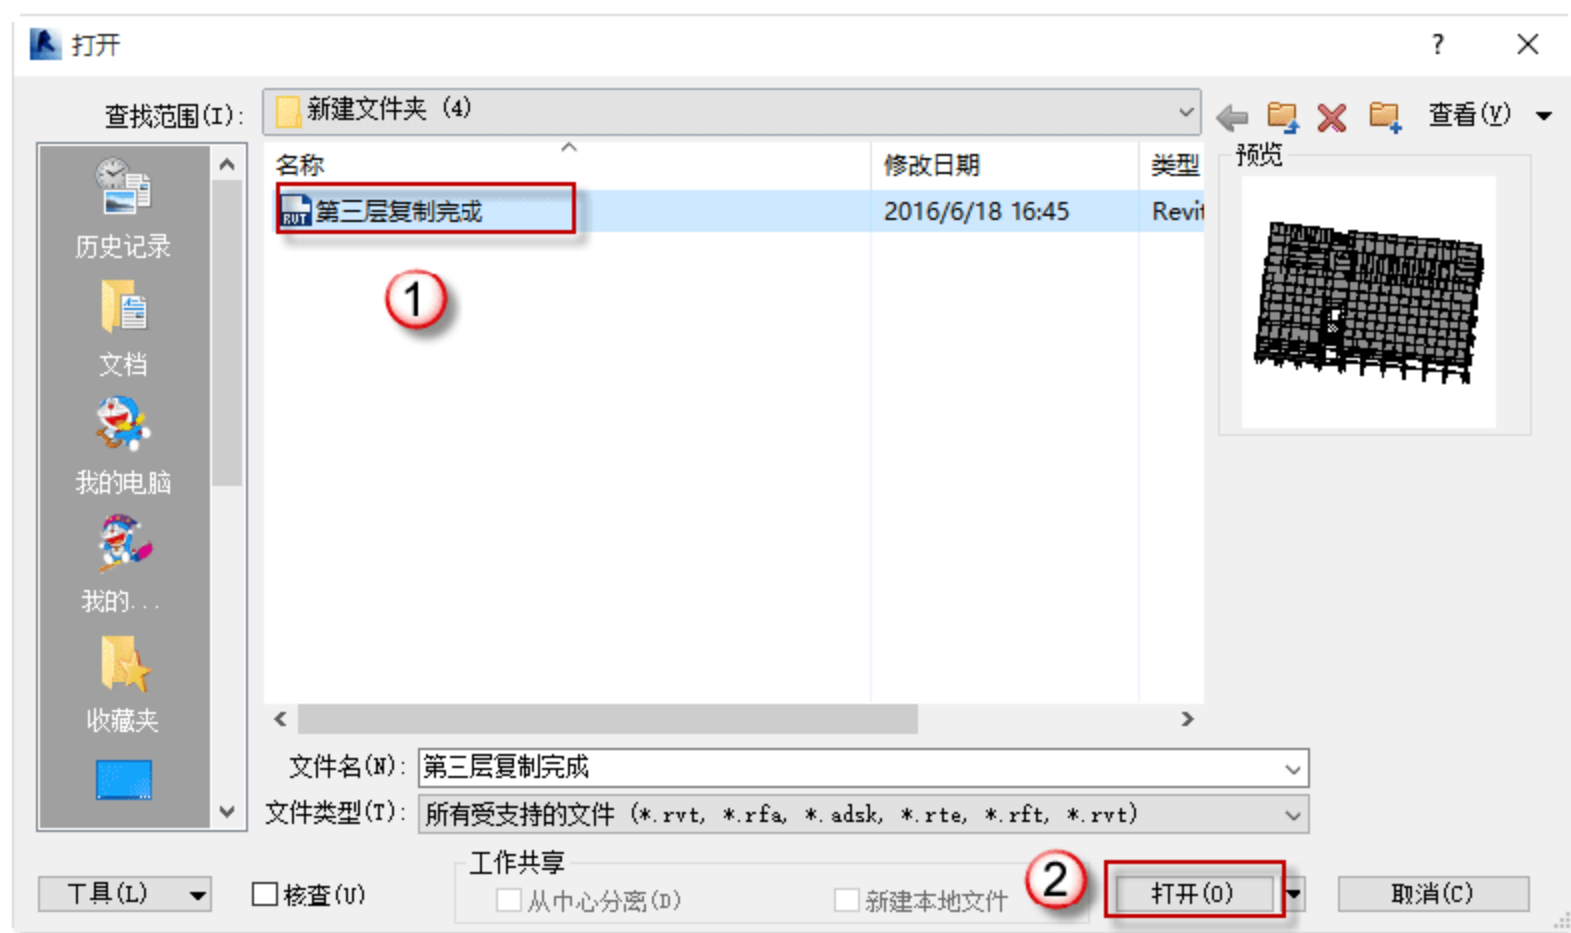 打开
查找范围(I):
新建文件夹 (4)
查看(V)
名称
修改日期
类型
预览
RVT
第三层复制完成
2016/6/18 16:45
Revit
1
历史记录
文档
我的电脑
我的...
收藏夹
文件名(N):
第三层复制完成
文件类型(T):
所有受支持的文件 (*.rvt, *.rfa, *.adsk, *.rte, *.rft, *.rvt)
工具(L)
核查(U)
工作共享
从中心分离(D)
新建本地文件
2
打开(O)
取消(C)